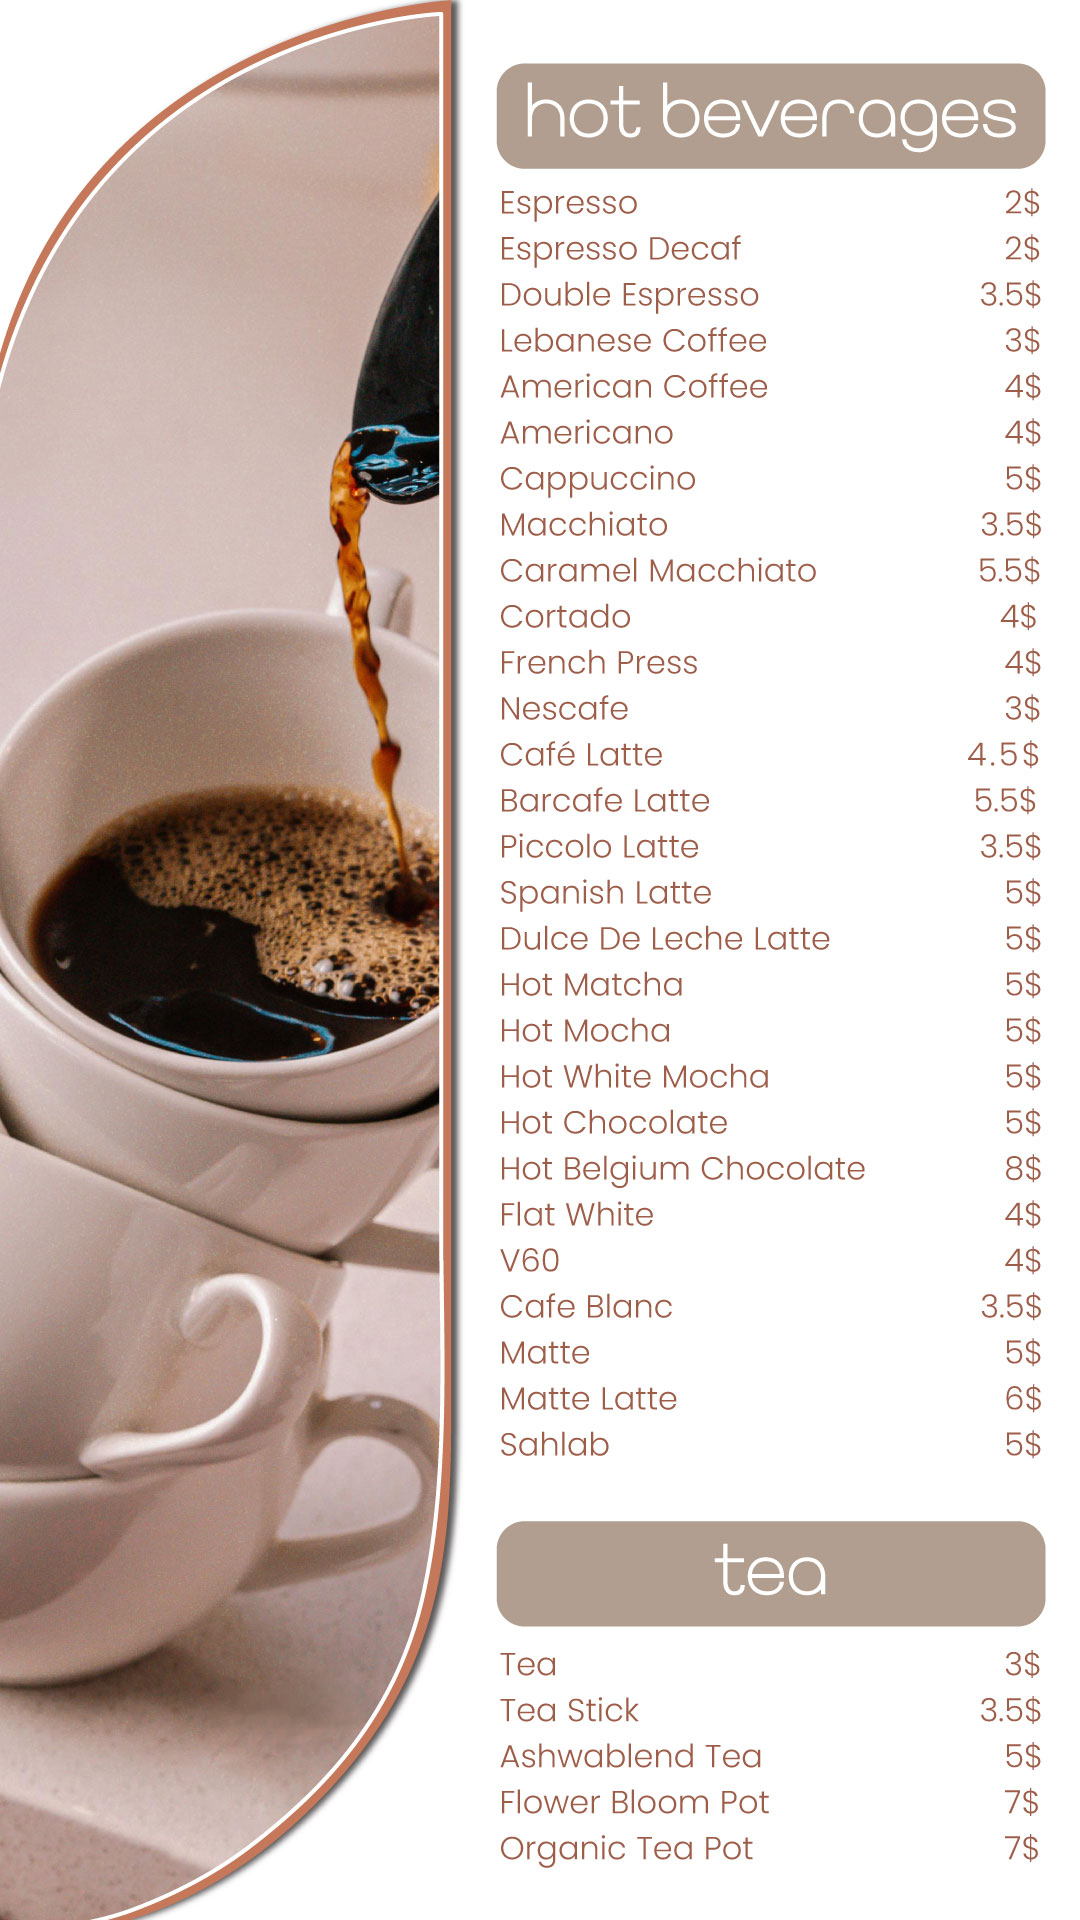 hot beverages
Espresso 2$
Espresso Decaf 2$
Double Espresso 3.5$
Lebanese Coffee 3$
American Coffee 4$
Americano 4$
Cappuccino 5$
Macchiato 3.5$
Caramel Macchiato 5.5$
Cortado 4$
French Press 4$
Nescafe 3$
Café Latte 4.5$
Barcafe Latte 5.5$
Piccolo Latte 3.5$
Spanish Latte 5$
Dulce De Leche Latte 5$
Hot Matcha 5$
Hot Mocha 5$
Hot White Mocha 5$
Hot Chocolate 5$
Hot Belgium Chocolate 8$
Flat White 4$
V60 4$
Cafe Blanc 3.5$
Matte 5$
Matte Latte 6$
Sahlab 5$
tea
Tea 3$
Tea Stick 3.5$
Ashwablend Tea 5$
Flower Bloom Pot 7$
Organic Tea Pot 7$